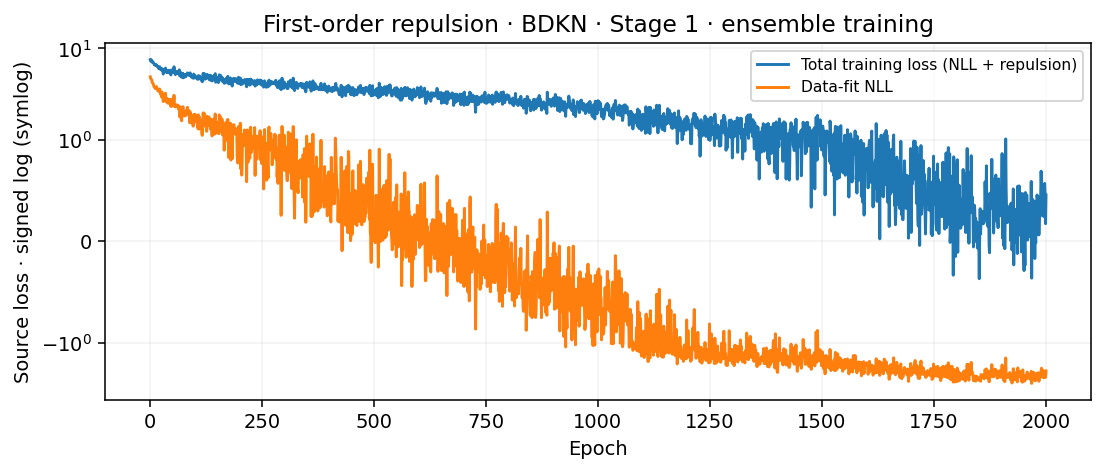 First-order repulsion · BDKN · Stage 1 · ensemble training
Source loss · signed log (symlog)
10¹
10⁰
0
−10⁰
Total training loss (NLL + repulsion)
Data-fit NLL
0 250 500 750 1000 1250 1500 1750 2000
Epoch